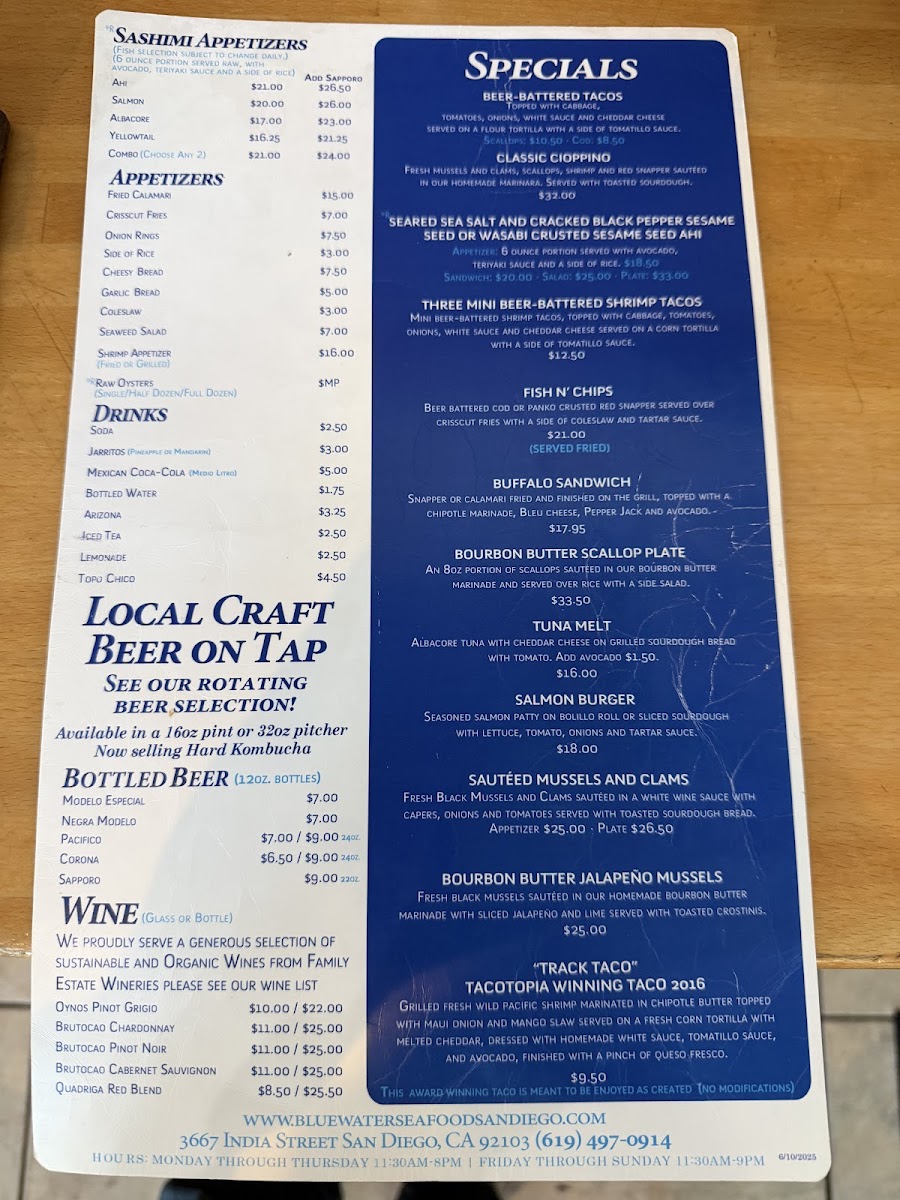 *R SASHIMI APPETIZERS
(FISH SELECTION SUBJECT TO CHANGE DAILY.)
(6 OUNCE PORTION SERVED RAW, WITH
AVOCADO, TERIYAKI SAUCE AND A SIDE OF RICE) ADD SAPPORO
AHI $21.00 $26.50
SALMON $20.00 $26.00
ALBACORE $17.00 $23.00
YELLOWTAIL $16.25 $21.25
COMBO (CHOOSE ANY 2) $21.00 $24.00
APPETIZERS
FRIED CALAMARI $15.00
CRISSCUT FRIES $7.00
ONION RINGS $7.50
SIDE OF RICE $3.00
CHEESY BREAD $7.50
GARLIC BREAD $5.00
COLESLAW $3.00
SEAWEED SALAD $7.00
SHRIMP APPETIZER $16.00
(FRIED OR GRILLED)
*R RAW OYSTERS $MP
(SINGLE/HALF DOZEN/FULL DOZEN)
DRINKS
SODA $2.50
JARRITOS (PINEAPPLE OR MANDARIN) $3.00
MEXICAN COCA-COLA (MEDIO LITRO) $5.00
BOTTLED WATER $1.75
ARIZONA $3.25
ICED TEA $2.50
LEMONADE $2.50
TOPO CHICO $4.50
LOCAL CRAFT
BEER ON TAP
SEE OUR ROTATING
BEER SELECTION!
Available in a 16oz pint or 32oz pitcher
Now selling Hard Kombucha
BOTTLED BEER (12OZ. BOTTLES)
MODELO ESPECIAL $7.00
NEGRA MODELO $7.00
PACIFICO $7.00 / $9.00 24OZ.
CORONA $6.50 / $9.00 24OZ.
SAPPORO $9.00 22OZ.
WINE (GLASS OR BOTTLE)
WE PROUDLY SERVE A GENEROUS SELECTION OF
SUSTAINABLE AND ORGANIC WINES FROM FAMILY
ESTATE WINERIES PLEASE SEE OUR WINE LIST
OYNOS PINOT GRIGIO $10.00 / $22.00
BRUTOCAO CHARDONNAY $11.00 / $25.00
BRUTOCAO PINOT NOIR $11.00 / $25.00
BRUTOCAO CABERNET SAUVIGNON $11.00 / $25.00
QUADRIGA RED BLEND $8.50 / $25.50
SPECIALS
BEER-BATTERED TACOS
TOPPED WITH CABBAGE,
TOMATOES, ONIONS, WHITE SAUCE AND CHEDDAR CHEESE
SERVED ON A FLOUR TORTILLA WITH A SIDE OF TOMATILLO SAUCE.
SCALLOPS: $10.50 · COD: $8.50
CLASSIC CIOPPINO
FRESH MUSSELS AND CLAMS, SCALLOPS, SHRIMP AND RED SNAPPER SAUTÉED
IN OUR HOMEMADE MARINARA. SERVED WITH TOASTED SOURDOUGH.
$32.00
*R SEARED SEA SALT AND CRACKED BLACK PEPPER SESAME
SEED OR WASABI CRUSTED SESAME SEED AHI
APPETIZER: 6 OUNCE PORTION SERVED WITH AVOCADO,
TERIYAKI SAUCE AND A SIDE OF RICE. $18.50
SANDWICH: $20.00 · SALAD: $25.00 · PLATE: $33.00
THREE MINI BEER-BATTERED SHRIMP TACOS
MINI BEER-BATTERED SHRIMP TACOS, TOPPED WITH CABBAGE, TOMATOES,
ONIONS, WHITE SAUCE AND CHEDDAR CHEESE SERVED ON A CORN TORTILLA
WITH A SIDE OF TOMATILLO SAUCE.
$12.50
FISH N' CHIPS
BEER BATTERED COD OR PANKO CRUSTED RED SNAPPER SERVED OVER
CRISSCUT FRIES WITH A SIDE OF COLESLAW AND TARTAR SAUCE.
$21.00
(SERVED FRIED)
BUFFALO SANDWICH
SNAPPER OR CALAMARI FRIED AND FINISHED ON THE GRILL, TOPPED WITH A
CHIPOTLE MARINADE, BLEU CHEESE, PEPPER JACK AND AVOCADO.
$17.95
BOURBON BUTTER SCALLOP PLATE
AN 8OZ PORTION OF SCALLOPS SAUTÉED IN OUR BOURBON BUTTER
MARINADE AND SERVED OVER RICE WITH A SIDE SALAD.
$33.50
TUNA MELT
ALBACORE TUNA WITH CHEDDAR CHEESE ON GRILLED SOURDOUGH BREAD
WITH TOMATO. ADD AVOCADO $1.50.
$16.00
SALMON BURGER
SEASONED SALMON PATTY ON BOLILLO ROLL OR SLICED SOURDOUGH
WITH LETTUCE, TOMATO, ONIONS AND TARTAR SAUCE.
$18.00
SAUTÉED MUSSELS AND CLAMS
FRESH BLACK MUSSELS AND CLAMS SAUTÉED IN A WHITE WINE SAUCE WITH
CAPERS, ONIONS AND TOMATOES SERVED WITH TOASTED SOURDOUGH BREAD.
APPETIZER $25.00 · PLATE $26.50
BOURBON BUTTER JALAPEÑO MUSSELS
FRESH BLACK MUSSELS SAUTÉED IN OUR HOMEMADE BOURBON BUTTER
MARINADE WITH SLICED JALAPEÑO AND LIME SERVED WITH TOASTED CROSTINIS.
$25.00
"TRACK TACO"
TACOTOPIA WINNING TACO 2016
GRILLED FRESH WILD PACIFIC SHRIMP MARINATED IN CHIPOTLE BUTTER TOPPED
WITH MAUI ONION AND MANGO SLAW SERVED ON A FRESH CORN TORTILLA WITH
MELTED CHEDDAR, DRESSED WITH HOMEMADE WHITE SAUCE, TOMATILLO SAUCE,
AND AVOCADO, FINISHED WITH A PINCH OF QUESO FRESCO.
$9.50
THIS AWARD WINNING TACO IS MEANT TO BE ENJOYED AS CREATED (NO MODIFICATIONS)
WWW.BLUEWATERSEAFOODSANDIEGO.COM
3667 INDIA STREET SAN DIEGO, CA 92103 (619) 497-0914
HOURS: MONDAY THROUGH THURSDAY 11:30AM-8PM | FRIDAY THROUGH SUNDAY 11:30AM-9PM 6/10/2025